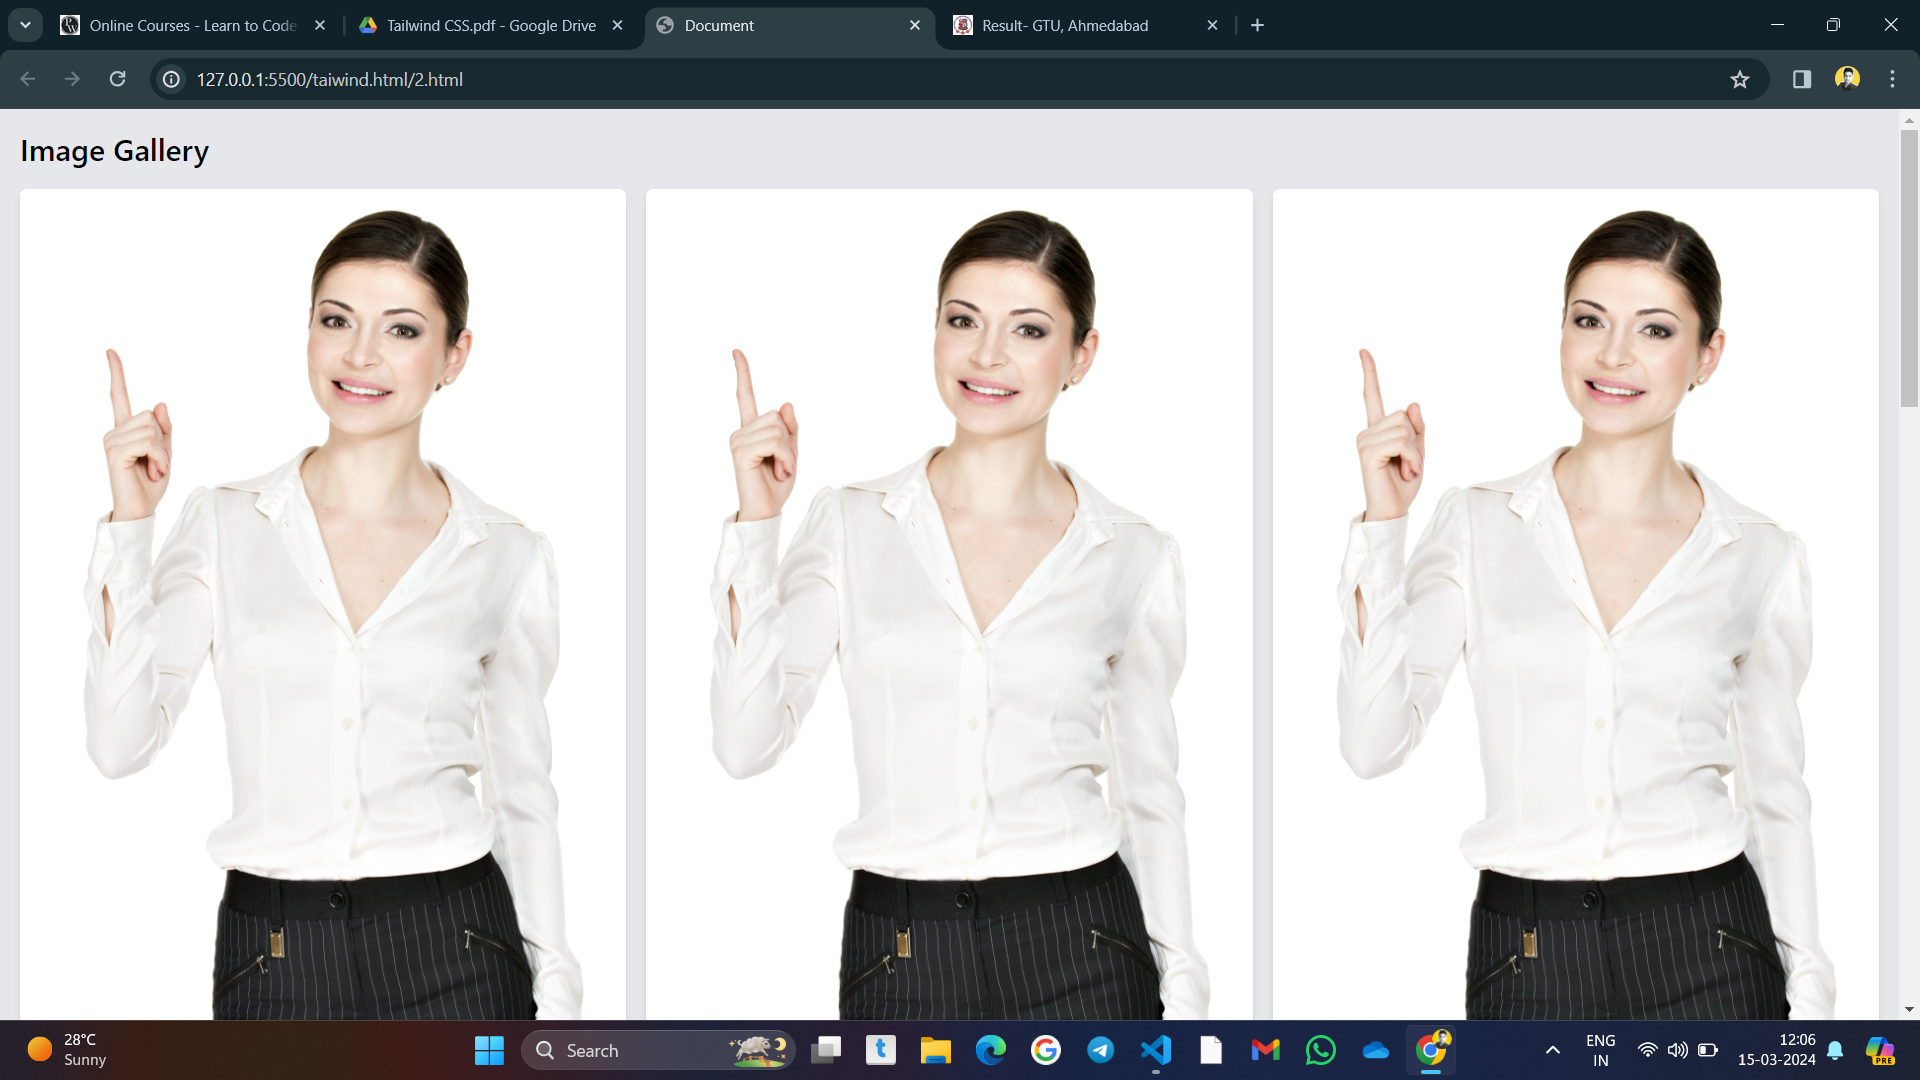 Online Courses - Learn to Code
Tailwind CSS.pdf - Google Drive
Document
Result- GTU, Ahmedabad
127.0.0.1:5500/taiwind.html/2.html
Image Gallery
28°C
Sunny
Search
t
ENG
IN
12:06
15-03-2024
PRE